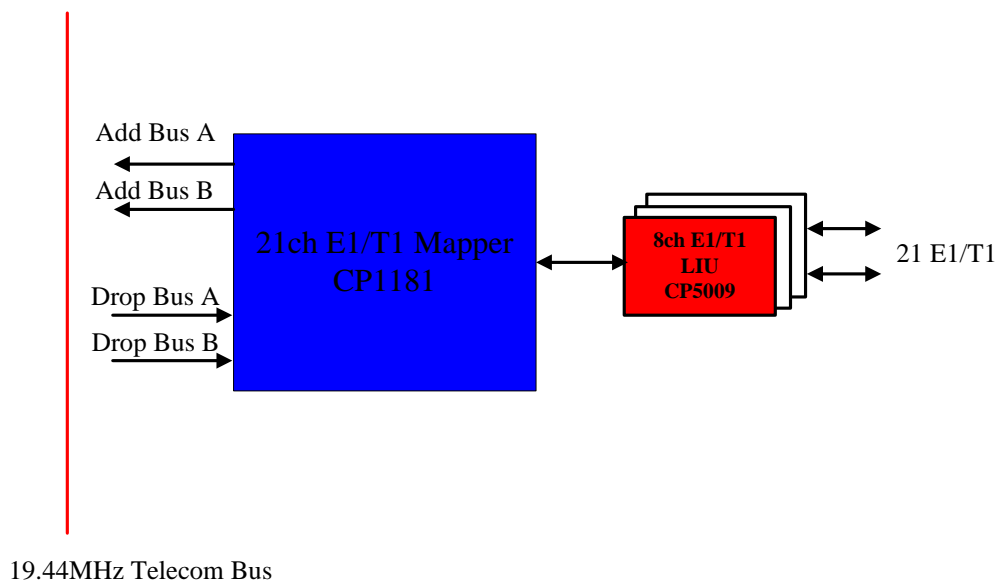 Add Bus A
Add Bus B
21ch E1/T1 Mapper
CP1181
Drop Bus A
Drop Bus B
8ch E1/T1
LIU
CP5009
21 E1/T1
19.44MHz Telecom Bus